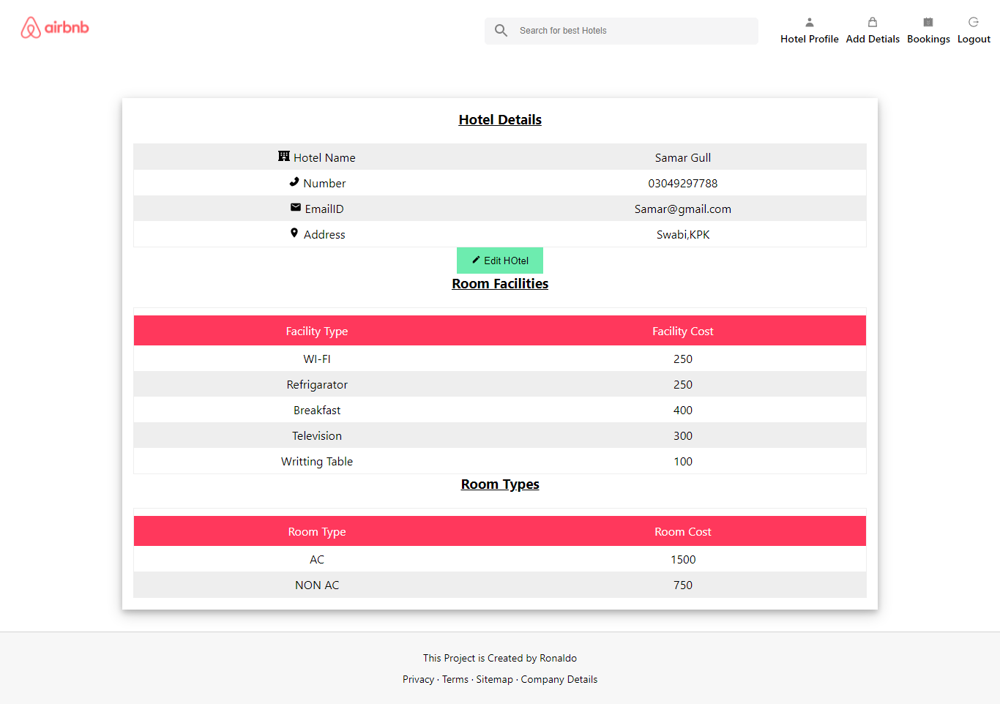 airbnb
Search for best Hotels
Hotel Profile Add Detials Bookings Logout
Hotel Details
Hotel Name Samar Gull
Number 03049297788
EmailID Samar@gmail.com
Address Swabi,KPK
Edit HOtel
Room Facilities
Facility Type Facility Cost
WI-FI 250
Refrigarator 250
Breakfast 400
Television 300
Writting Table 100
Room Types
Room Type Room Cost
AC 1500
NON AC 750
This Project is Created by Ronaldo
Privacy · Terms · Sitemap · Company Details